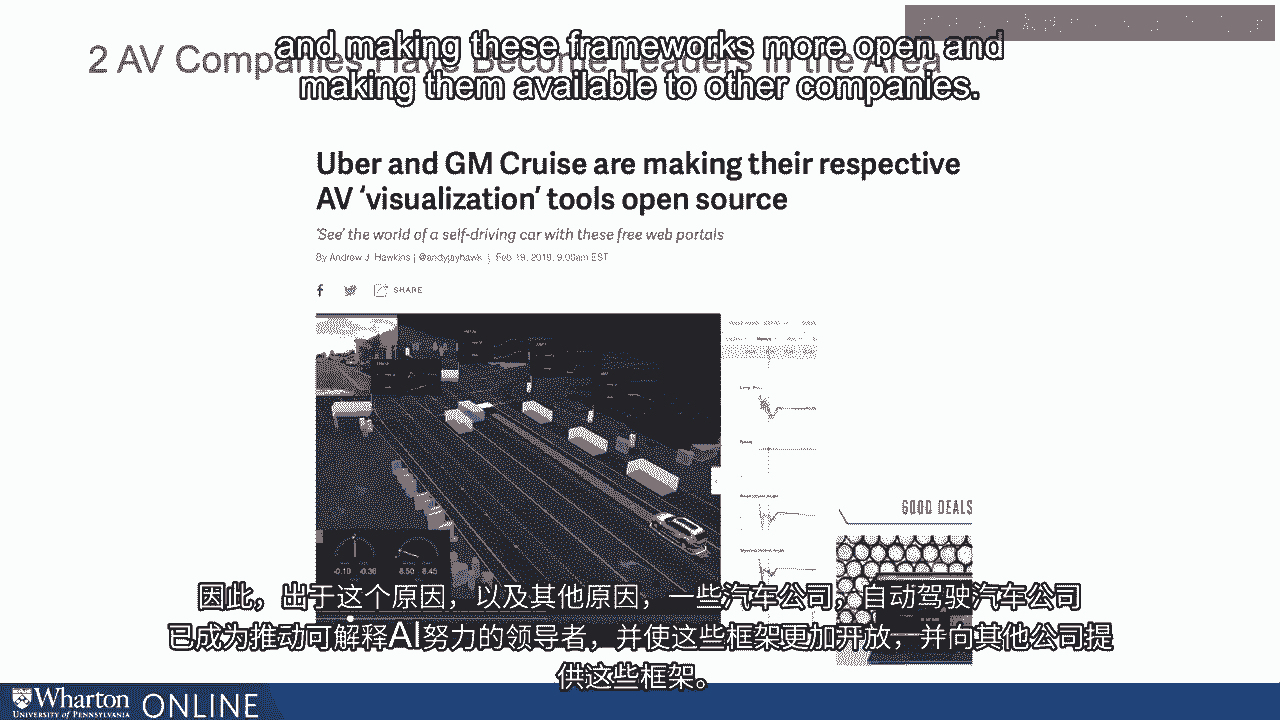 and making these frameworks more open and
2 AV Companies Have Become Leaders in the Area
making them available to other companies.
Uber and GM Cruise are making their respective
AV ‘visualization’ tools open source
‘See’ the world of a self-driving car with these free web portals
By Andrew J. Hawkins | @andyjayhawk | Feb 19, 2019, 9:00am EST
SHARE
GOOD DEALS
-0.10 -0.36 8.50 8.45
因此，出于这个原因，以及其他原因，一些汽车公司，自动驾驶汽车公司
已成为推动可解释AI努力的领导者，并使这些框架更加开放，并向其他公司提
供这些框架。
Wharton
UNIVERSITY of PENNSYLVANIA
ONLINE